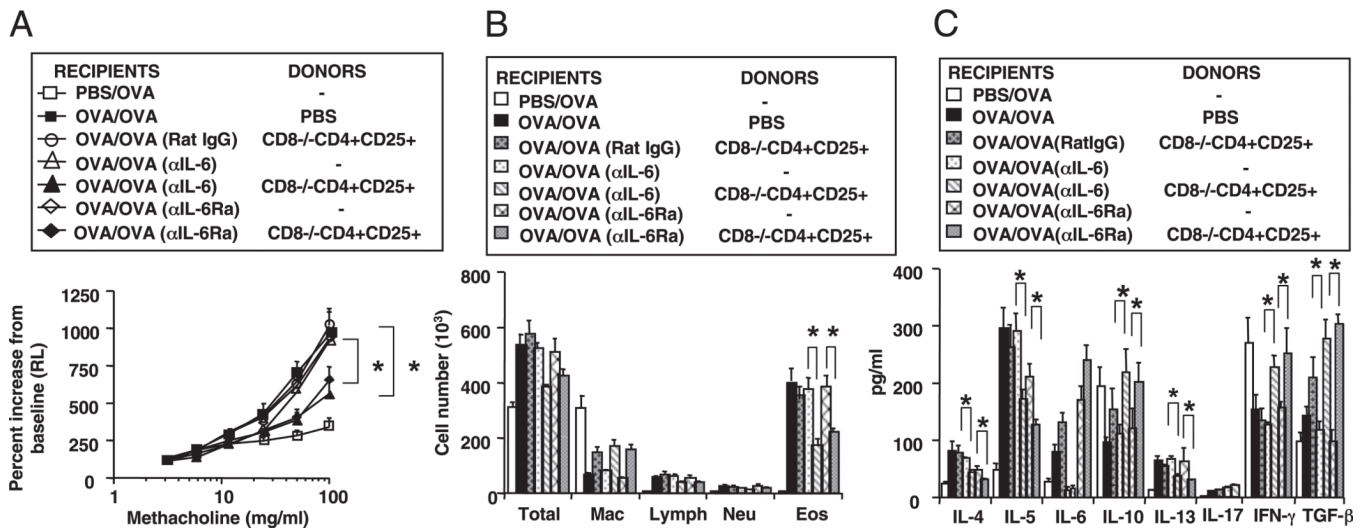 A
RECIPIENTS DONORS
PBS/OVA -
OVA/OVA PBS
OVA/OVA (Rat IgG) CD8-/-CD4+CD25+
OVA/OVA (αIL-6) -
OVA/OVA (αIL-6) CD8-/-CD4+CD25+
OVA/OVA (αIL-6Ra) -
OVA/OVA (αIL-6Ra) CD8-/-CD4+CD25+
Percent increase from
baseline (RL)
1250
1000
750
500
250
0
1 10 100
Methacholine (mg/ml)
* *
B
RECIPIENTS DONORS
PBS/OVA -
OVA/OVA PBS
OVA/OVA (Rat IgG) CD8-/-CD4+CD25+
OVA/OVA (αIL-6) -
OVA/OVA (αIL-6) CD8-/-CD4+CD25+
OVA/OVA (αIL-6Ra) -
OVA/OVA (αIL-6Ra) CD8-/-CD4+CD25+
Cell number (10³)
800
600
400
200
0
* *
Total Mac Lymph Neu Eos
C
RECIPIENTS DONORS
PBS/OVA -
OVA/OVA PBS
OVA/OVA(RatIgG) CD8-/-CD4+CD25+
OVA/OVA(αIL-6) -
OVA/OVA(αIL-6) CD8-/-CD4+CD25+
OVA/OVA(αIL-6Ra) -
OVA/OVA(αIL-6Ra) CD8-/-CD4+CD25+
pg/ml
400
300
200
100
0
* * * * * * * * * * * *
IL-4 IL-5 IL-6 IL-10 IL-13 IL-17 IFN-γ TGF-β